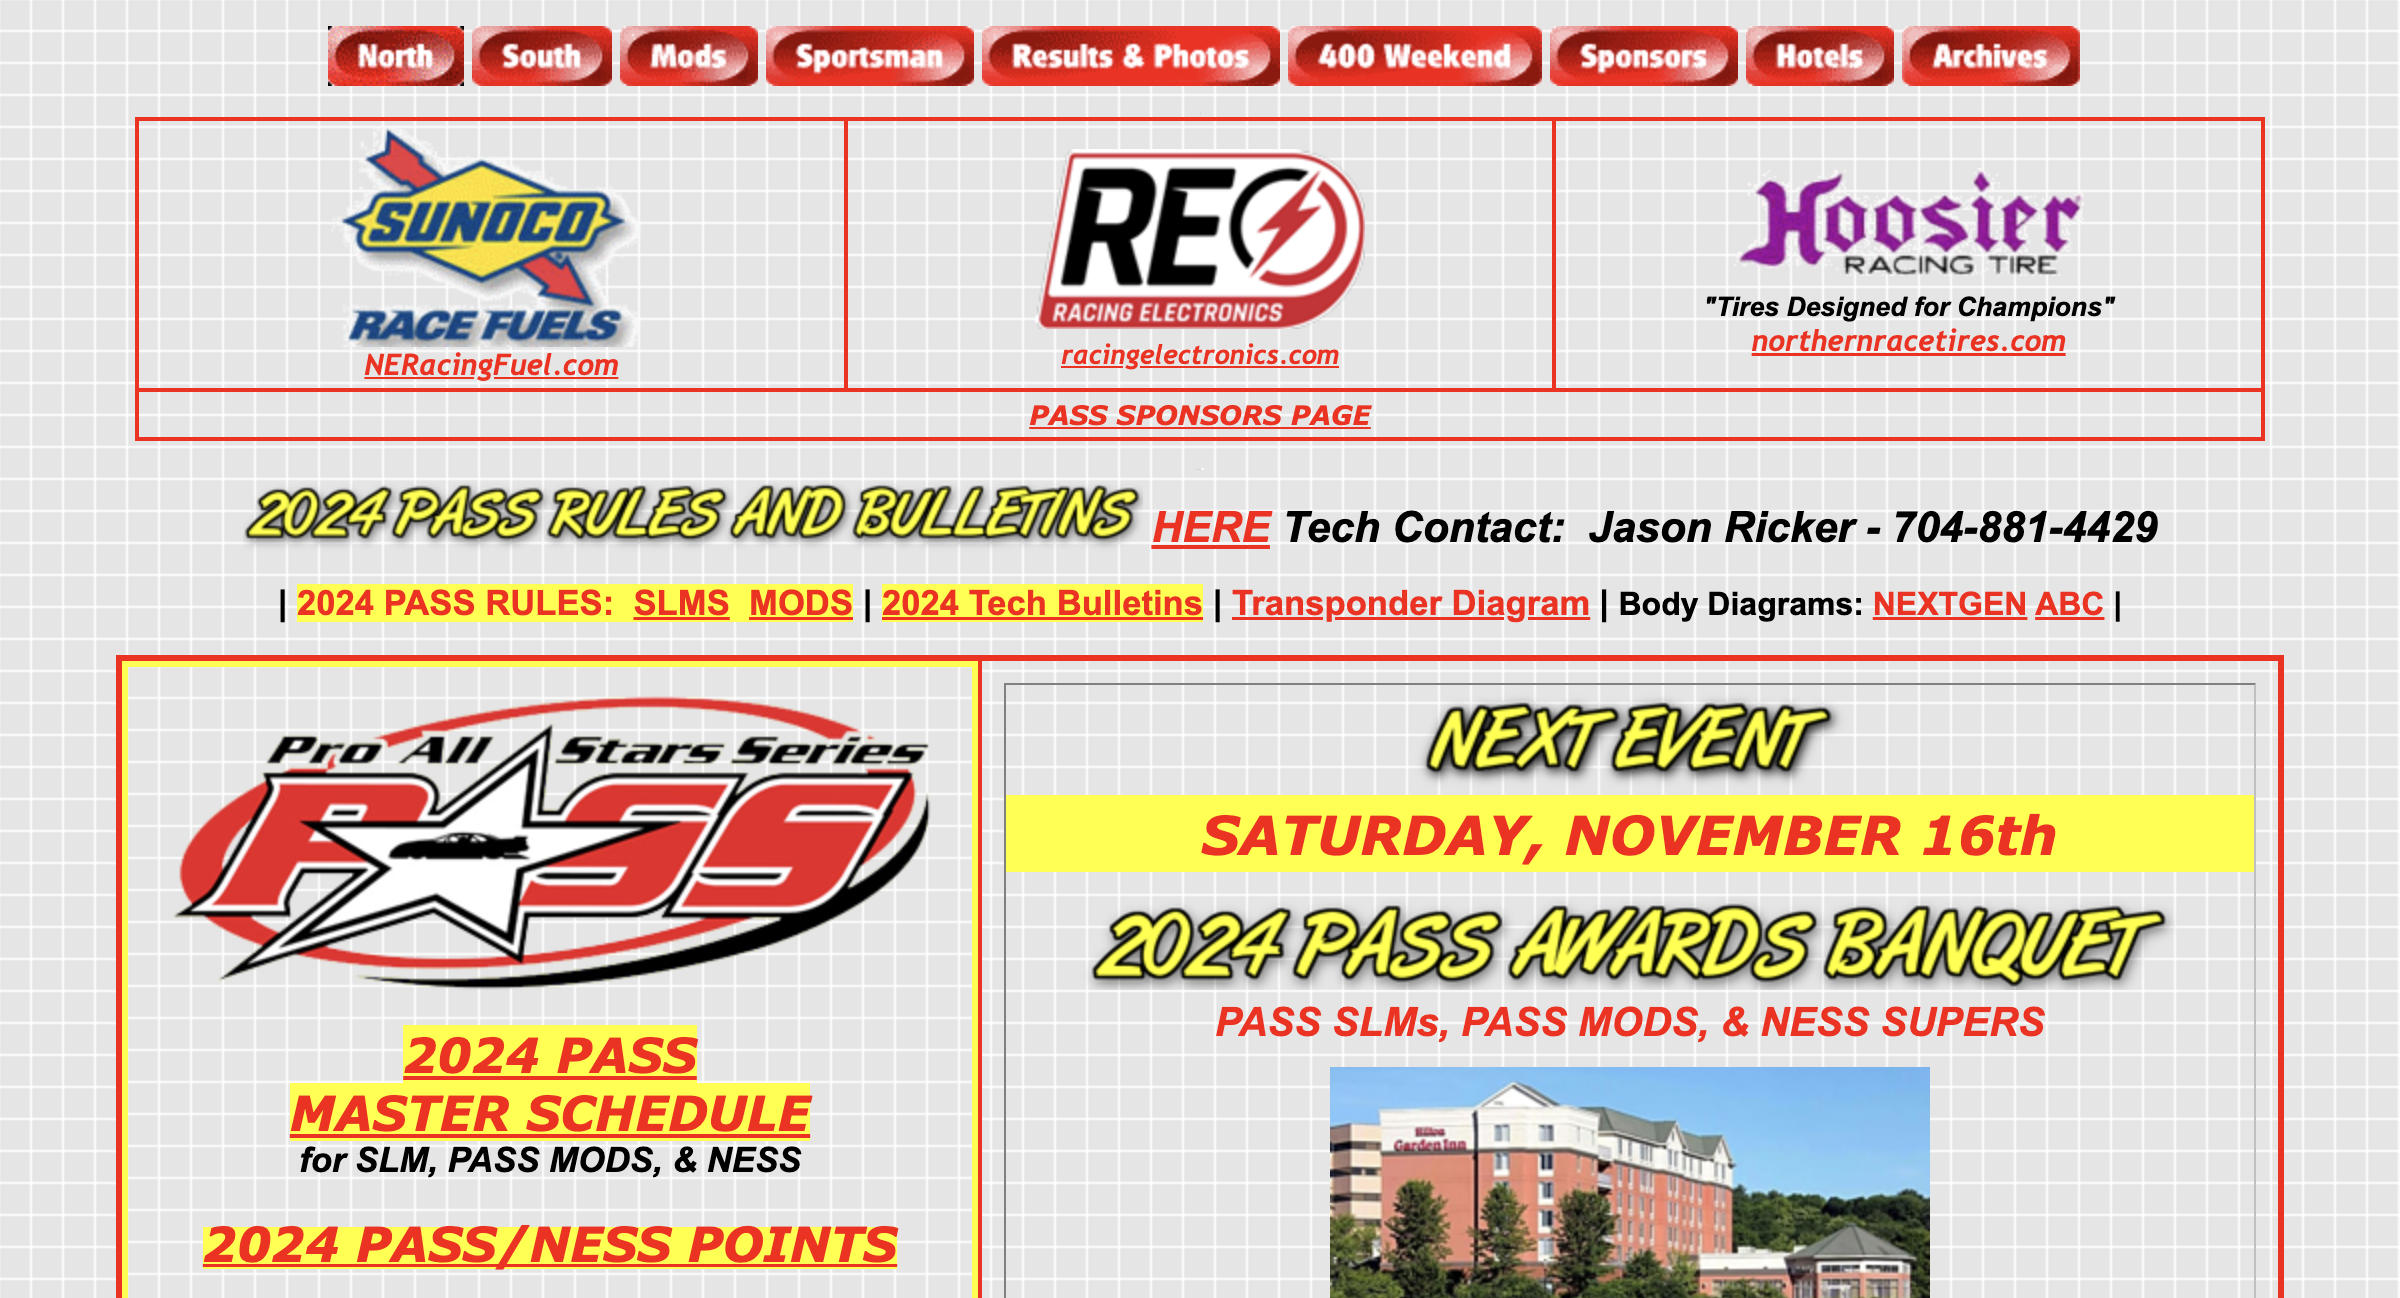 North South Mods Sportsman Results & Photos 400 Weekend Sponsors Hotels Archives
SUNOCO
RACE FUELS
NERacingFuel.com
RE
RACING ELECTRONICS
racingelectronics.com
Hoosier
RACING TIRE
"Tires Designed for Champions"
northernracetires.com
PASS SPONSORS PAGE
2024 PASS RULES AND BULLETINS HERE Tech Contact: Jason Ricker - 704-881-4429
| 2024 PASS RULES: SLMS MODS | 2024 Tech Bulletins | Transponder Diagram | Body Diagrams: NEXTGEN ABC |
Pro All Stars Series
PASS
2024 PASS
MASTER SCHEDULE
for SLM, PASS MODS, & NESS
2024 PASS/NESS POINTS
NEXT EVENT
SATURDAY, NOVEMBER 16th
2024 PASS AWARDS BANQUET
PASS SLMs, PASS MODS, & NESS SUPERS
Hilton
Garden Inn